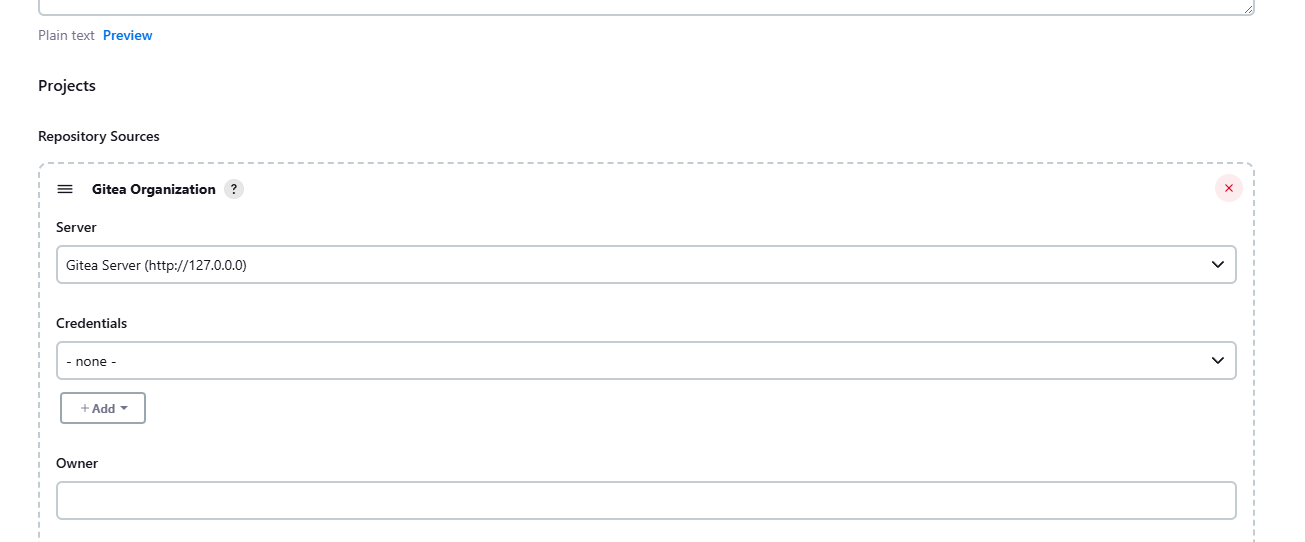 Plain text Preview
Projects
Repository Sources
Gitea Organization ?
Server
Gitea Server (http://127.0.0.0)
Credentials
- none -
+ Add
Owner